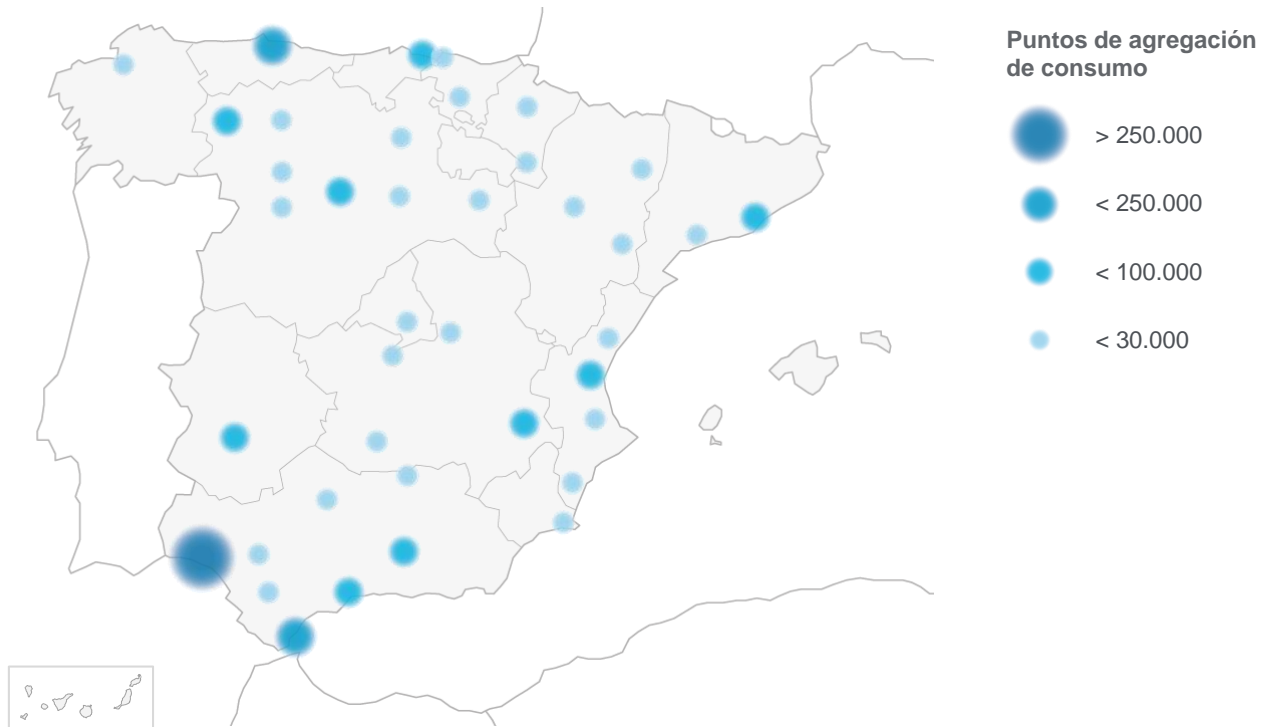 Puntos de agregación
de consumo
> 250.000
< 250.000
< 100.000
< 30.000